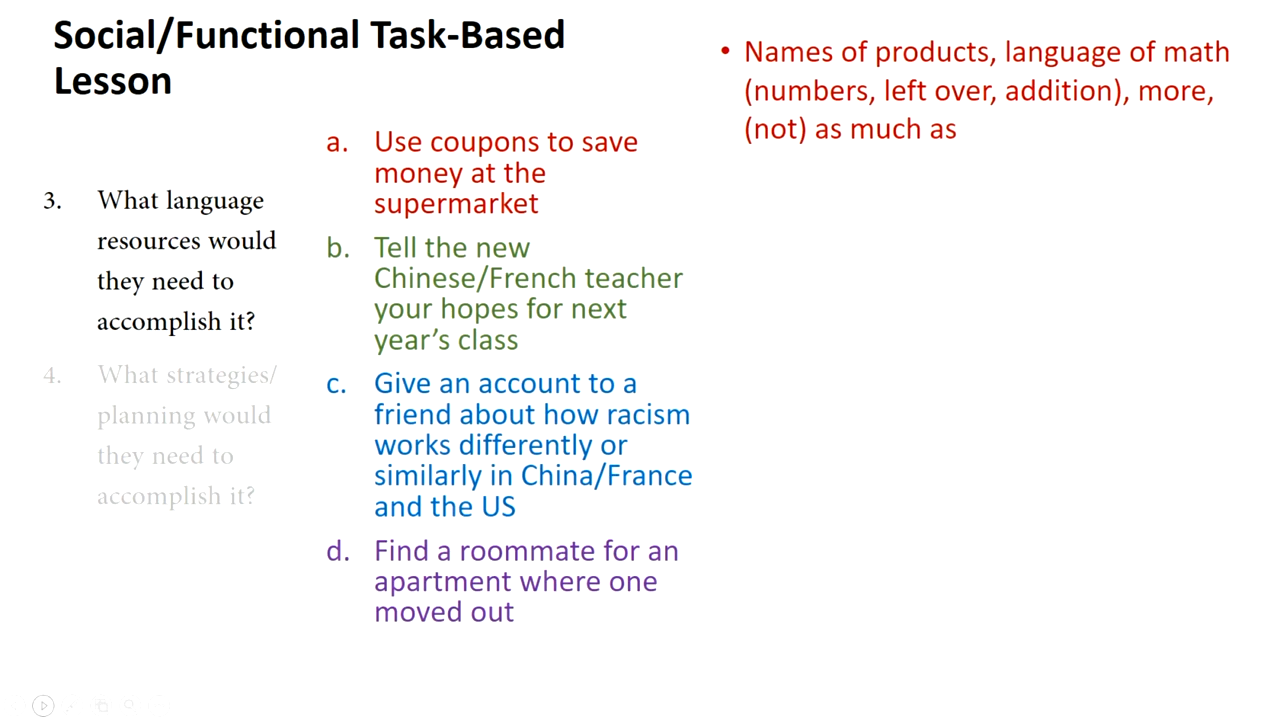 Social/Functional Task-Based
Lesson
3. What language
resources would
they need to
accomplish it?
4. What strategies/
planning would
they need to
accomplish it?
a. Use coupons to save
money at the
supermarket
b. Tell the new
Chinese/French teacher
your hopes for next
year’s class
c. Give an account to a
friend about how racism
works differently or
similarly in China/France
and the US
d. Find a roommate for an
apartment where one
moved out
• Names of products, language of math
(numbers, left over, addition), more,
(not) as much as